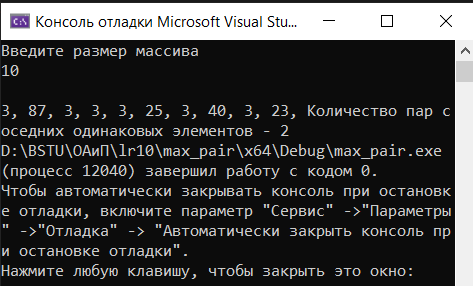 Консоль отладки Microsoft Visual Stu...
Введите размер массива
10
3, 87, 3, 3, 3, 25, 3, 40, 3, 23, Количество пар с
оседних одинаковых элементов - 2
D:\BSTU\ОАиП\lr10\max_pair\x64\Debug\max_pair.exe
(процесс 12040) завершил работу с кодом 0.
Чтобы автоматически закрывать консоль при остановк
е отладки, включите параметр "Сервис" ->"Параметры
" ->"Отладка" -> "Автоматически закрыть консоль пр
и остановке отладки".
Нажмите любую клавишу, чтобы закрыть это окно: